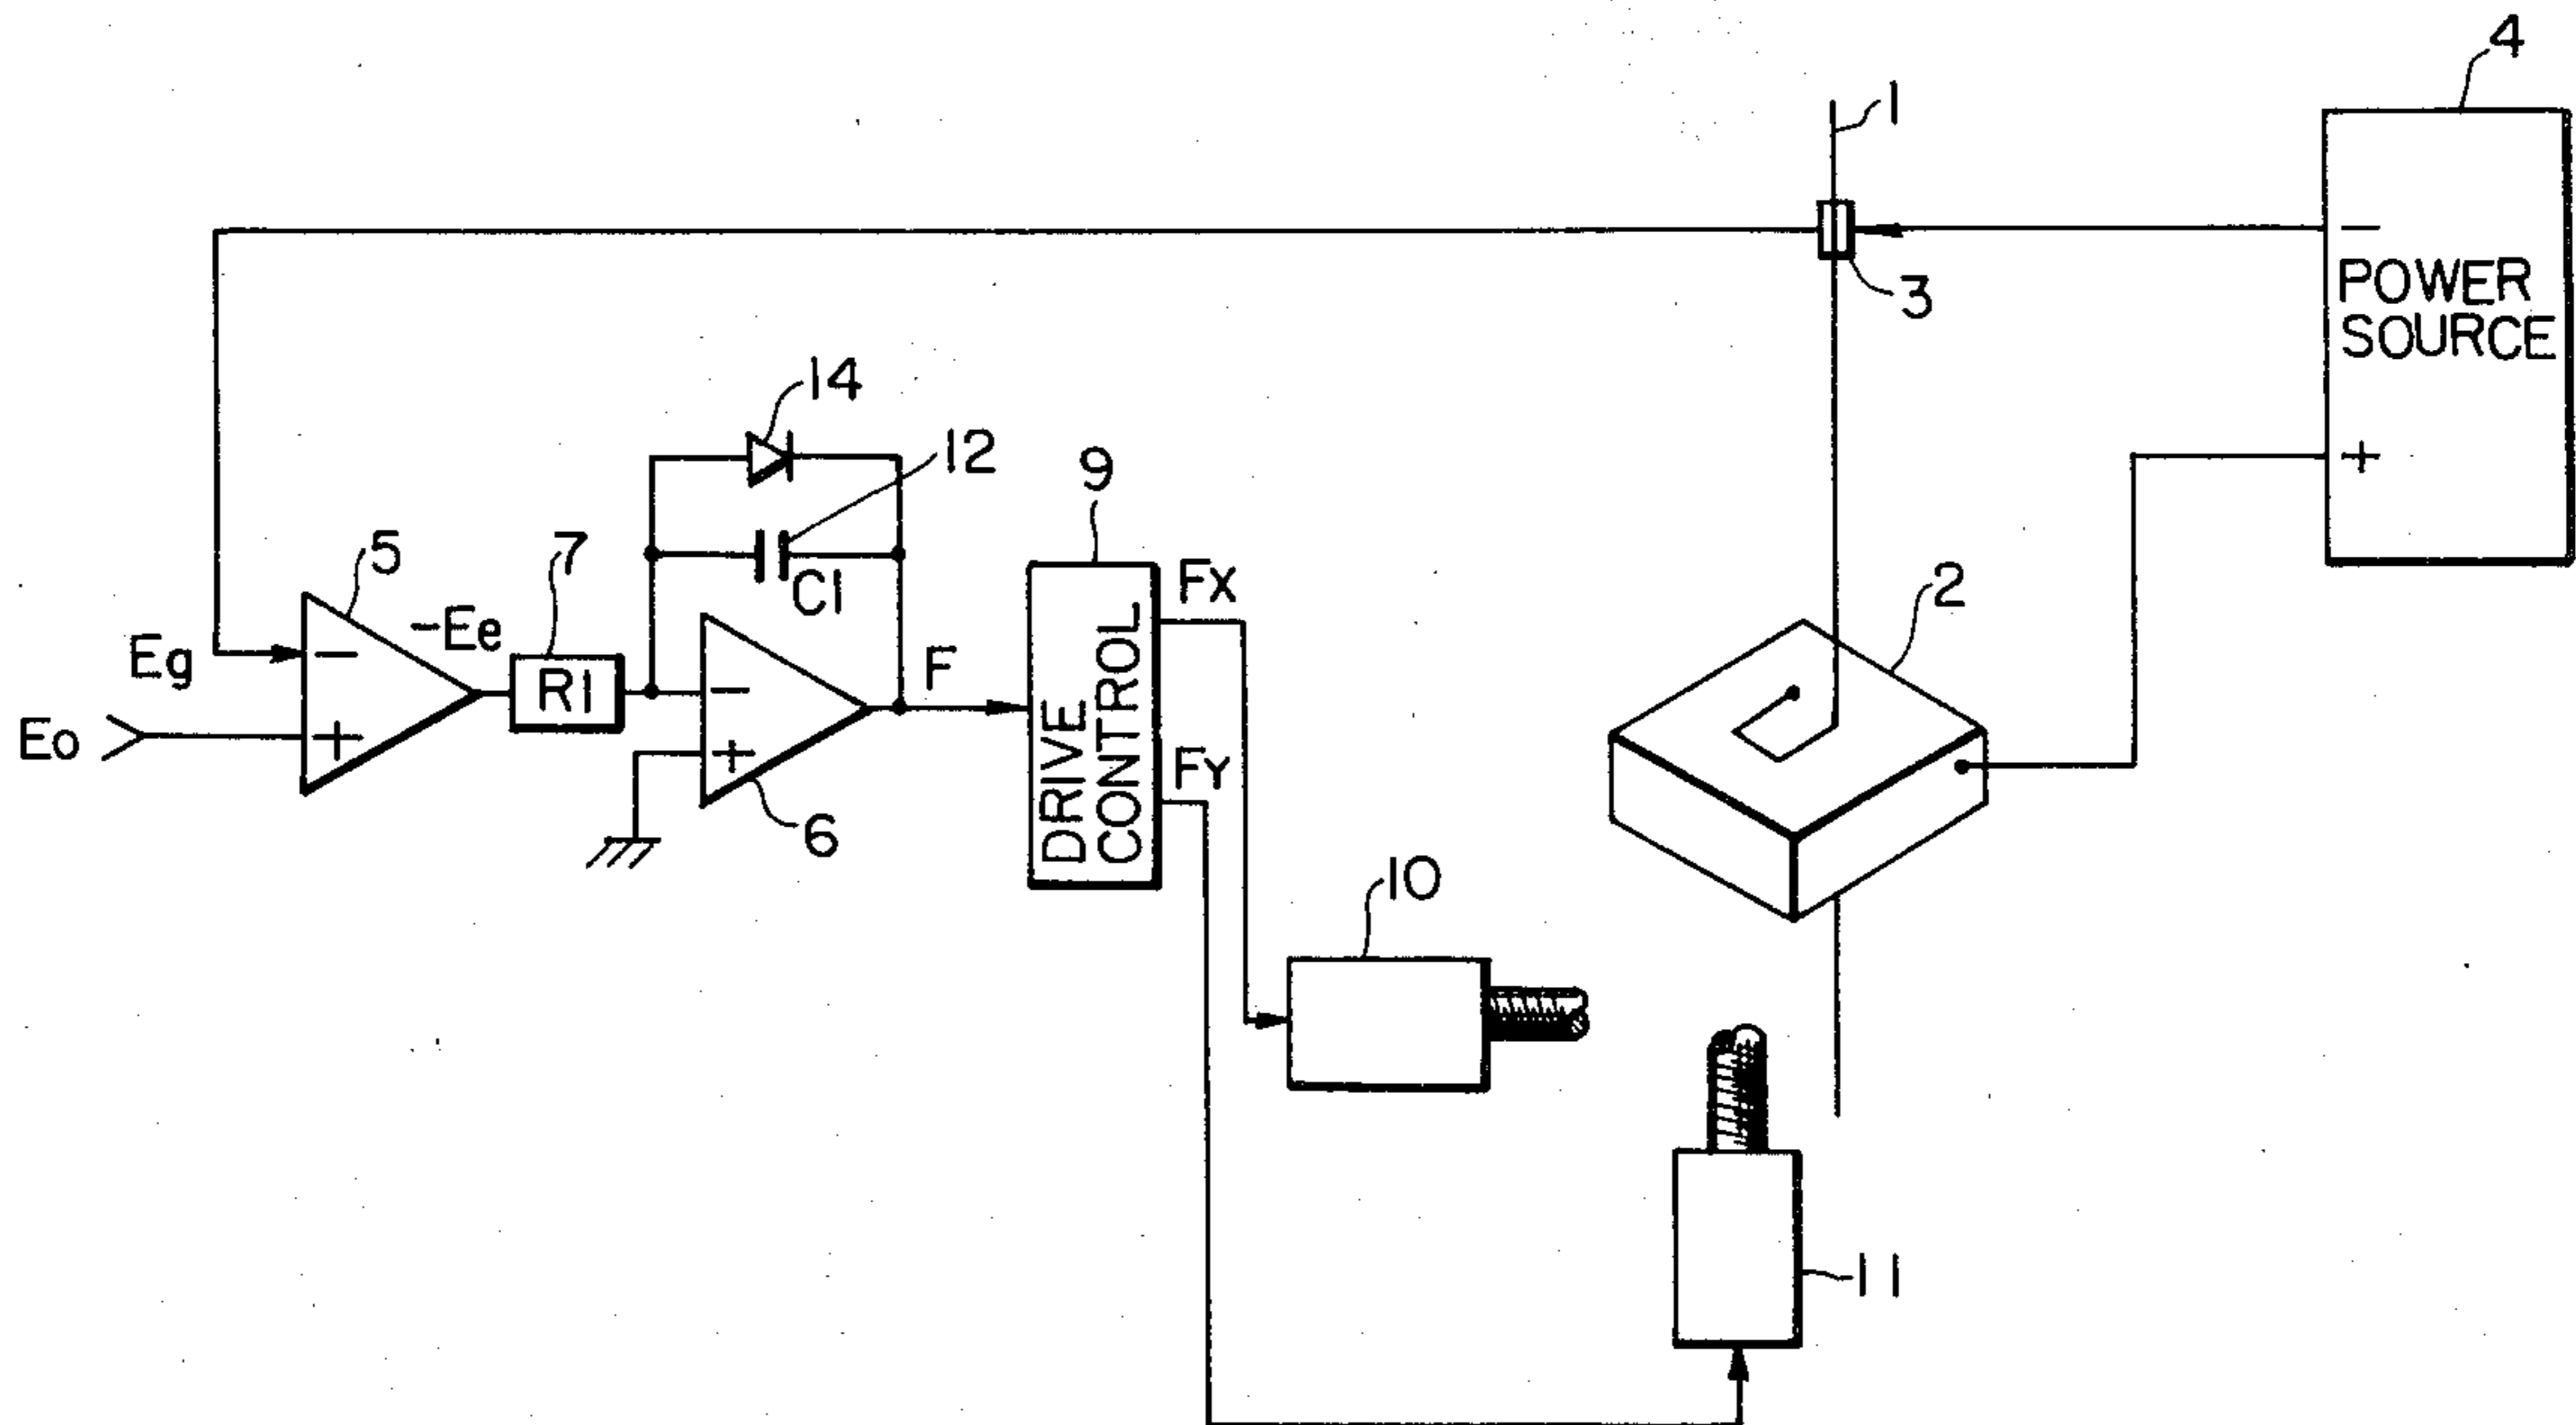 4
1
−
POWER
SOURCE
3
+
14
12
9
5
7
C1
FX
2
−Ee
Eg
−
R1
−
F
Eo
+
+
DRIVE
CONTROL
FY
6
10
11